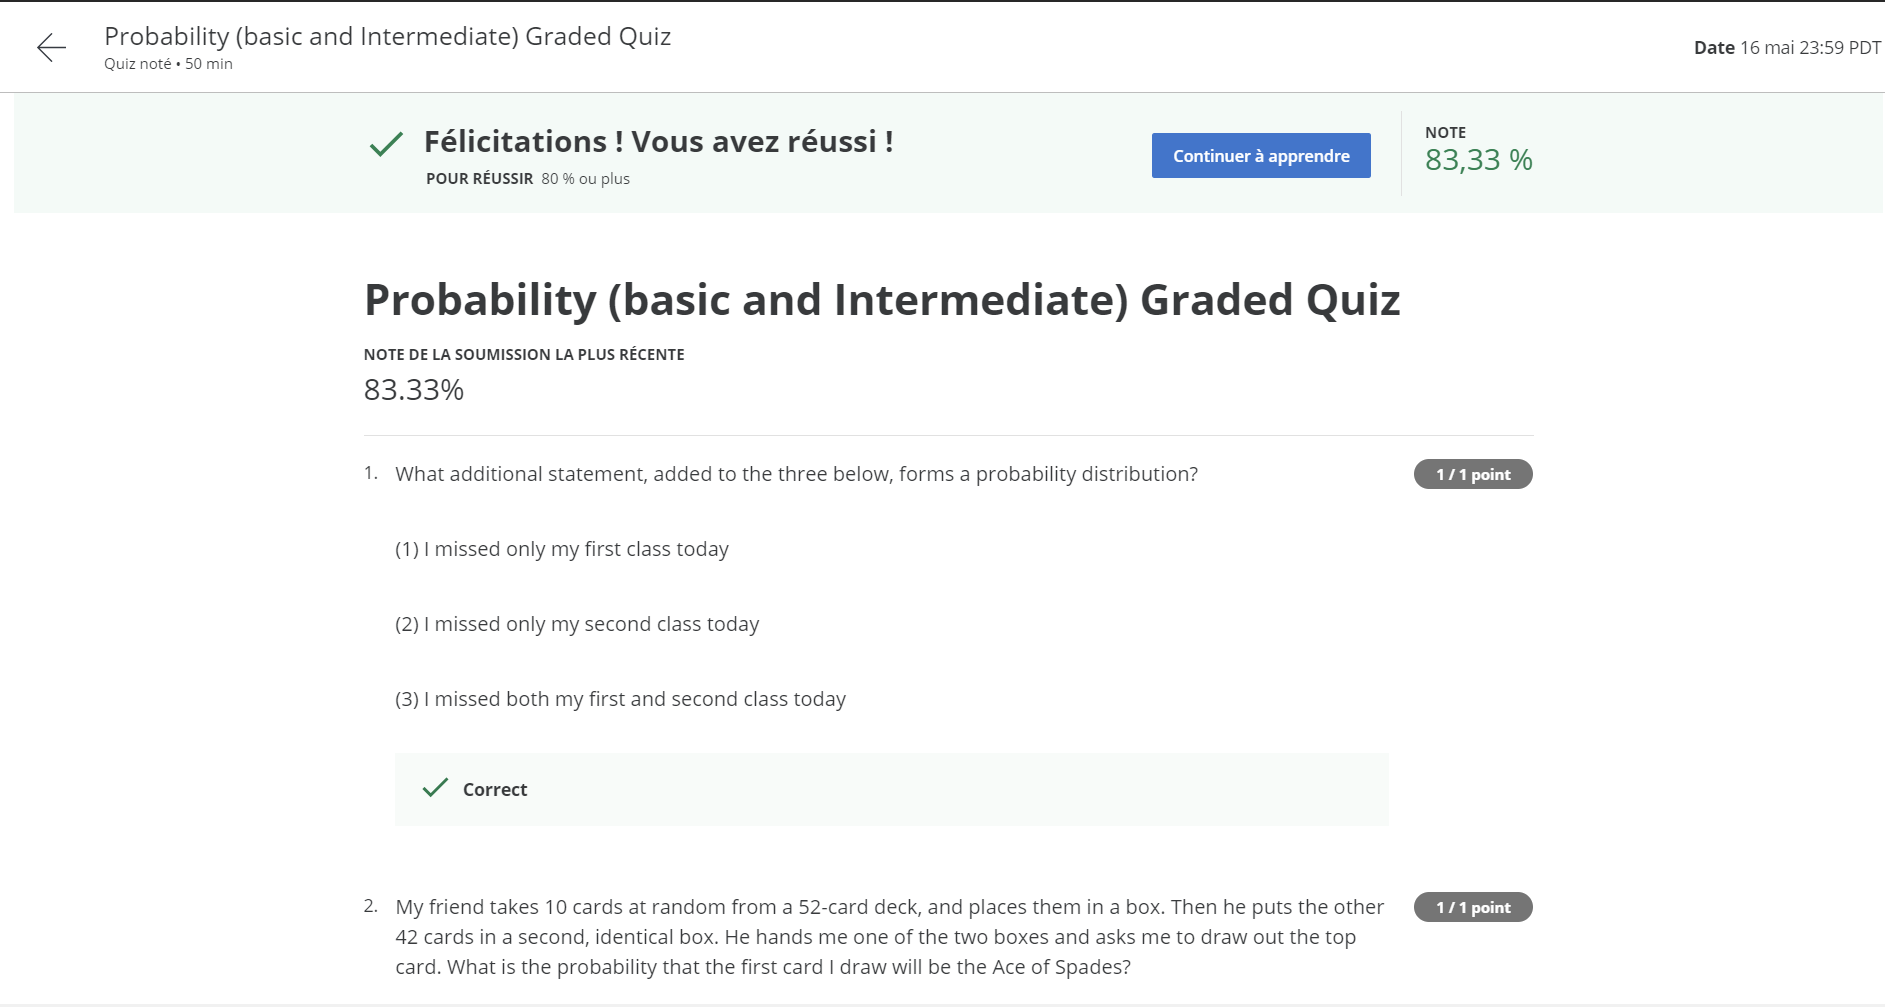 Probability (basic and Intermediate) Graded Quiz
Quiz noté • 50 min
Date 16 mai 23:59 PDT
Félicitations ! Vous avez réussi !
POUR RÉUSSIR 80 % ou plus
Continuer à apprendre
NOTE
83,33 %
Probability (basic and Intermediate) Graded Quiz
NOTE DE LA SOUMISSION LA PLUS RÉCENTE
83.33%
1. What additional statement, added to the three below, forms a probability distribution?
1 / 1 point
(1) I missed only my first class today
(2) I missed only my second class today
(3) I missed both my first and second class today
Correct
2. My friend takes 10 cards at random from a 52-card deck, and places them in a box. Then he puts the other
1 / 1 point
42 cards in a second, identical box. He hands me one of the two boxes and asks me to draw out the top
card. What is the probability that the first card I draw will be the Ace of Spades?